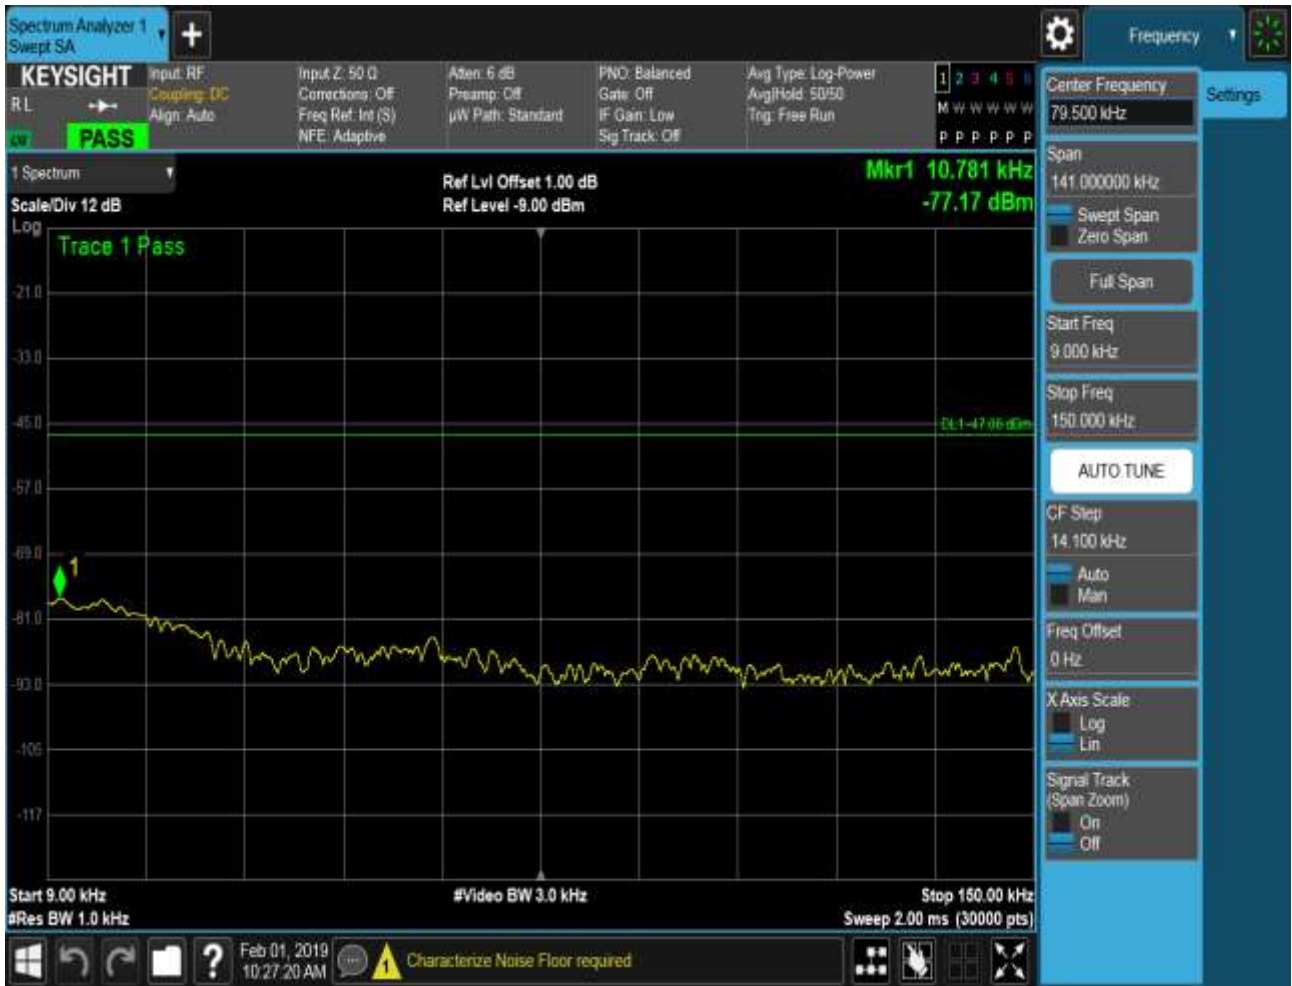 Spectrum Analyzer 1
Swept SA
Frequency
KEYSIGHT
R L
PASS
Input: RF
Coupling: DC
Align: Auto
Input Z: 50 Ω
Corrections: Off
Freq Ref: Int (S)
NFE: Adaptive
Atten: 6 dB
Preamp: Off
µW Path: Standard
PNO: Balanced
Gate: Off
IF Gain: Low
Sig Track: Off
Avg Type: Log-Power
Avg|Hold: 50/50
Trig: Free Run
1 2 3 4 5 6
M W W W W W
P P P P P P
1 Spectrum
Scale/Div 12 dB
Ref Lvl Offset 1.00 dB
Ref Level -9.00 dBm
Mkr1 10.781 kHz
-77.17 dBm
Log
Trace 1 Pass
-21.0
-33.0
-45.0
DL1 -47.06 dBm
-57.0
-69.0
1
-81.0
-93.0
-105
-117
Start 9.00 kHz
#Video BW 3.0 kHz
Stop 150.00 kHz
#Res BW 1.0 kHz
Sweep 2.00 ms (30000 pts)
Feb 01, 2019
10:27:20 AM
1
Characterize Noise Floor required
Center Frequency
79.500 kHz
Settings
Span
141.000000 kHz
Swept Span
Zero Span
Full Span
Start Freq
9.000 kHz
Stop Freq
150.000 kHz
AUTO TUNE
CF Step
14.100 kHz
Auto
Man
Freq Offset
0 Hz
X Axis Scale
Log
Lin
Signal Track
(Span Zoom)
On
Off